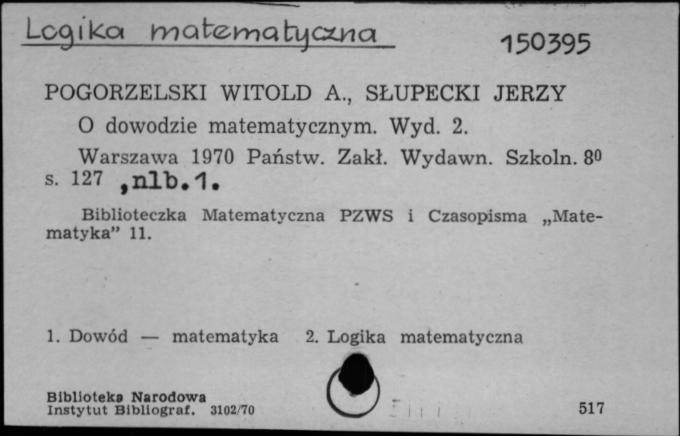 Logika matematyczna
150395
POGORZELSKI WITOLD A., SŁUPECKI JERZY
O dowodzie matematycznym. Wyd. 2.
Warszawa 1970 Państw. Zakł. Wydawn. Szkoln. 8⁰
s. 127 ,nlb.1.
Biblioteczka Matematyczna PZWS i Czasopisma „Mate-
matyka” 11.
1. Dowód — matematyka 2. Logika matematyczna
Biblioteka Narodowa
Instytut Bibliograf. 3102/70
517